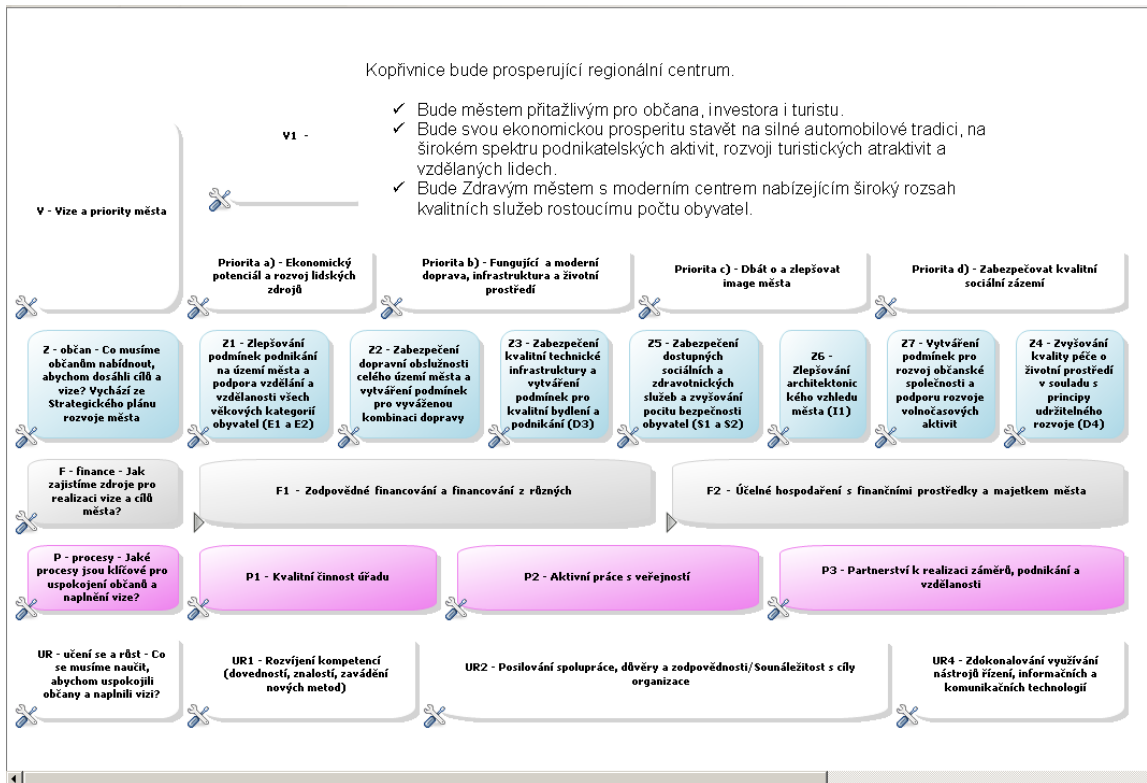 Kopřivnice bude prosperující regionální centrum.
✓ Bude městem přitažlivým pro občana, investora i turistu.
✓ Bude svou ekonomickou prosperitu stavět na silné automobilové tradici, na
širokém spektru podnikatelských aktivit, rozvoji turistických atraktivit a
vzdělaných lidech.
✓ Bude Zdravým městem s moderním centrem nabízejícím široký rozsah
kvalitních služeb rostoucímu počtu obyvatel.
V1 -
V - Vize a priority města
Priorita a) - Ekonomický
potenciál a rozvoj lidských
zdrojů
Priorita b) - Fungující a moderní
doprava, infrastruktura a životní
prostředí
Priorita c) - Dbát o a zlepšovat
image města
Priorita d) - Zabezpečovat kvalitní
sociální zázemí
Z - občan - Co musíme
občanům nabídnout,
abychom dosáhli cílů a
vize? Vychází ze
Strategického plánu
rozvoje města
Z1 - Zlepšování
podmínek podnikání
na území města a
podpora vzdělání a
vzdělanosti všech
věkových kategorií
obyvatel (E1 a E2)
Z2 - Zabezpečení
dopravní obslužnosti
celého území města a
vytváření podmínek
pro vyváženou
kombinaci dopravy
Z3 - Zabezpečení
kvalitní technické
infrastruktury a
vytváření
podmínek pro
kvalitní bydlení a
podnikání (D3)
Z5 - Zabezpečení
dostupných
sociálních a
zdravotnických
služeb a zvyšování
pocitu bezpečnosti
obyvatel (S1 a S2)
Z6 -
Zlepšování
architektonic
kého vzhledu
města (I1)
Z7 - Vytváření
podmínek pro
rozvoj občanské
společnosti a
podporu rozvoje
volnočasových
aktivit
Z4 - Zvyšování
kvality péče o
životní prostředí
v souladu s
principy
udržitelného
rozvoje (D4)
F - finance - Jak
zajistíme zdroje pro
realizaci vize a cílů
města?
F1 - Zodpovědné financování a financování z různých
F2 - Účelné hospodaření s finančními prostředky a majetkem města
P - procesy - Jaké
procesy jsou klíčové pro
uspokojení občanů a
naplnění vize?
P1 - Kvalitní činnost úřadu
P2 - Aktivní práce s veřejností
P3 - Partnerství k realizaci záměrů, podnikání a
vzdělanosti
UR - učení se a růst - Co
se musíme naučit,
abychom uspokojili
občany a naplnili vizi?
UR1 - Rozvíjení kompetencí
(dovedností, znalostí, zavádění
nových metod)
UR2 - Posilování spolupráce, důvěry a zodpovědnosti/Sounáležitost s cíly
organizace
UR4 - Zdokonalování využívání
nástrojů řízení, informačních a
komunikačních technologií